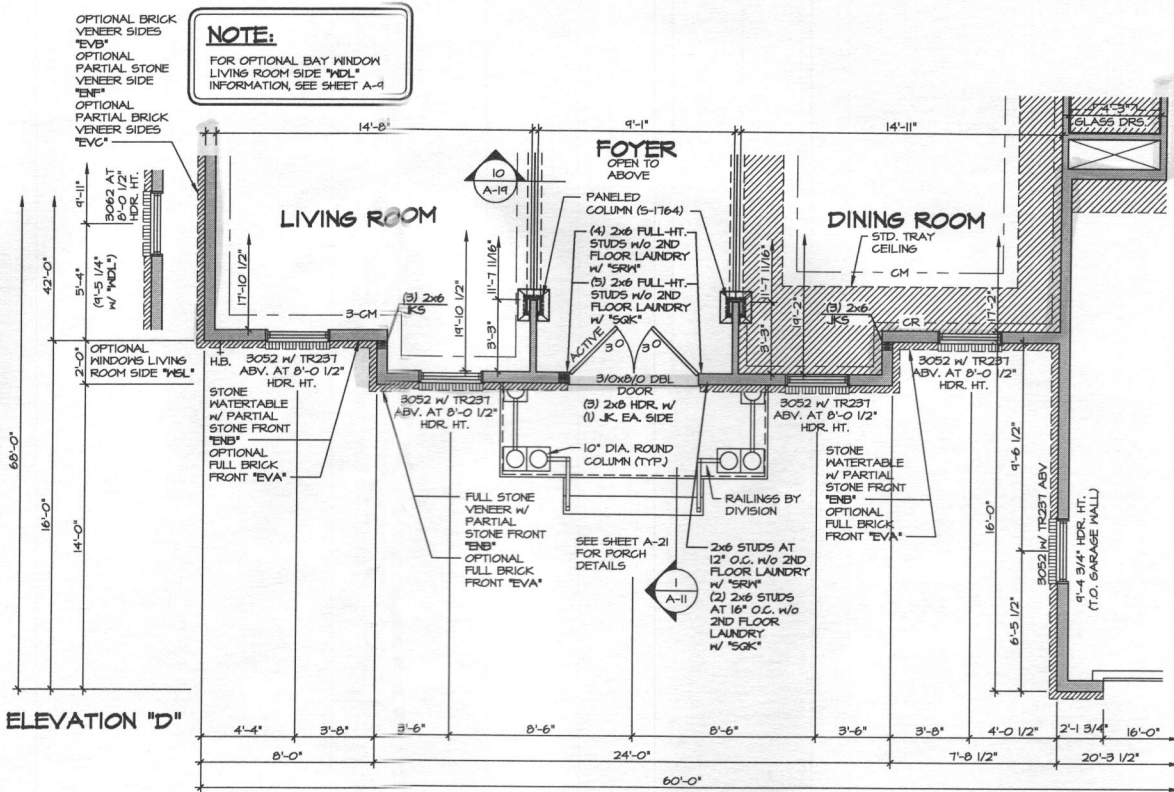 OPTIONAL BRICK
VENEER SIDES
"EVB"
OPTIONAL
PARTIAL STONE
VENEER SIDE
"ENF"
OPTIONAL
PARTIAL BRICK
VENEER SIDES
"EVC"
NOTE:
FOR OPTIONAL BAY WINDOW
LIVING ROOM SIDE "WDL"
INFORMATION, SEE SHEET A-9
4'-3"
GLASS DRS.
14'-8"
9'-1"
14'-11"
FOYER
OPEN TO
ABOVE
10
A-19
LIVING ROOM
DINING ROOM
PANELED
COLUMN (S-1764)
STD. TRAY
CEILING
CM
(4) 2x6 FULL-HT.
STUDS w/o 2ND
FLOOR LAUNDRY
w/ "SRW"
(5) 2x6 FULL-HT.
STUDS w/o 2ND
FLOOR LAUNDRY
w/ "SQK"
9'-11"
3062 AT
8'-0 1/2"
HDR. HT.
5'-4"
(9'-5 1/4"
w/ "WDL")
42'-0"
68'-0"
2'-0"
16'-0"
14'-0"
17'-10 1/2"
3-CM
(3) 2x6
JKS
19'-10 1/2"
11'-7 11/16"
3'-3"
ACTIVE
3°
3°
11'-7 11/16"
3'-3"
19'-2"
(3) 2x6
JKS
CR
17'-2"
OPTIONAL
WINDOWS LIVING
ROOM SIDE "WSL"
H.B.
3052 w/ TR237
ABV. AT 8'-0 1/2"
HDR. HT.
3052 w/ TR237
ABV. AT 8'-0 1/2"
HDR. HT.
3/0x8/0 DBL
DOOR
(3) 2x8 HDR. w/
(1) JK. EA. SIDE
3052 w/ TR237
ABV. AT 8'-0 1/2"
HDR. HT.
3052 w/ TR237
ABV. AT 8'-0 1/2"
HDR. HT.
STONE
WATERTABLE
w/ PARTIAL
STONE FRONT
"ENB"
OPTIONAL
FULL BRICK
FRONT "EVA"
10" DIA. ROUND
COLUMN (TYP.)
RAILINGS BY
DIVISION
STONE
WATERTABLE
w/ PARTIAL
STONE FRONT
"ENB"
OPTIONAL
FULL BRICK
FRONT "EVA"
FULL STONE
VENEER w/
PARTIAL
STONE FRONT
"ENB"
OPTIONAL
FULL BRICK
FRONT "EVA"
SEE SHEET A-21
FOR PORCH
DETAILS
1
A-11
2x6 STUDS AT
12" O.C. w/o 2ND
FLOOR LAUNDRY
w/ "SRW"
(2) 2x6 STUDS
AT 16" O.C. w/o
2ND FLOOR
LAUNDRY
w/ "SQK"
16'-0"
9'-6 1/2"
6'-5 1/2"
3052 w/ TR237 ABV
9'-4 3/4" HDR. HT.
(T.O. GARAGE WALL)
ELEVATION "D"
4'-4"
3'-8"
3'-6"
8'-6"
8'-6"
3'-6"
3'-8"
4'-0 1/2"
2'-1 3/4"
16'-0"
8'-0"
24'-0"
7'-8 1/2"
20'-3 1/2"
60'-0"